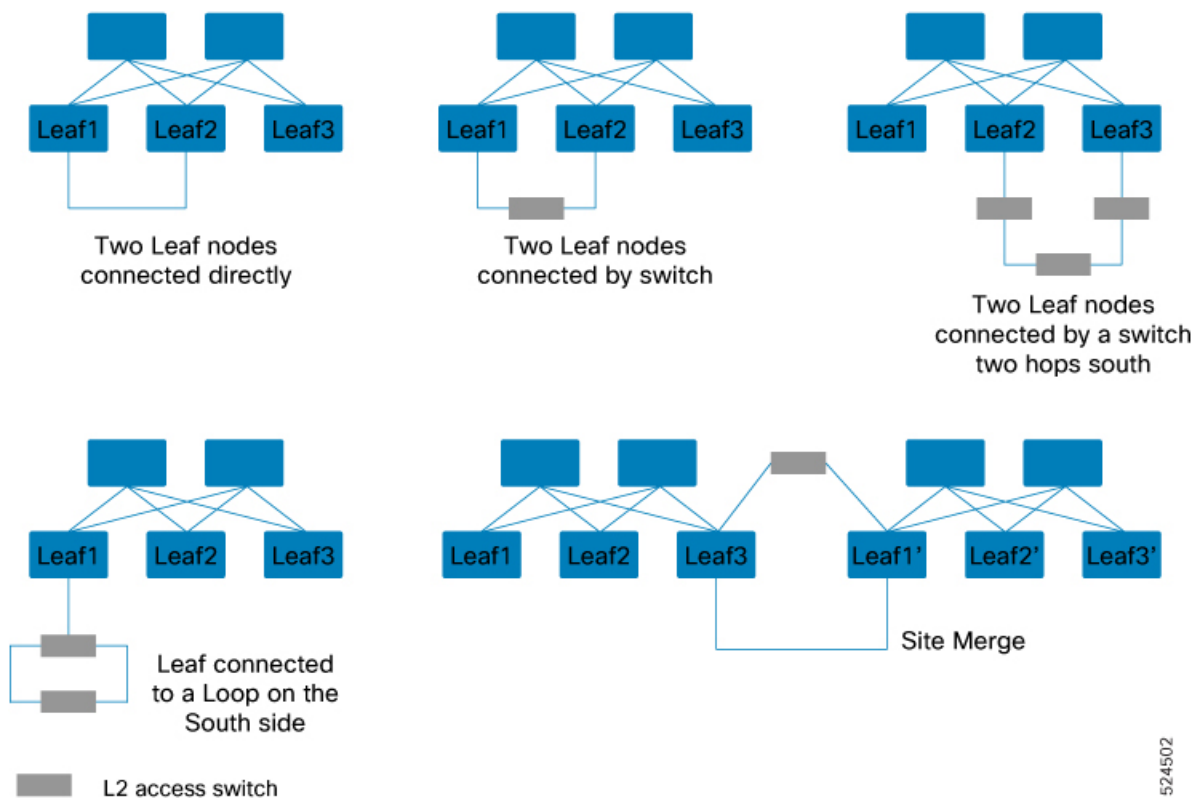 Leaf1
Leaf2
Leaf3
Two Leaf nodes
connected directly
Leaf1
Leaf2
Leaf3
Two Leaf nodes
connected by switch
Leaf1
Leaf2
Leaf3
Two Leaf nodes
connected by a switch
two hops south
Leaf1
Leaf2
Leaf3
Leaf connected
to a Loop on the
South side
Leaf1
Leaf2
Leaf3
Leaf1’
Leaf2’
Leaf3’
Site Merge
L2 access switch
524502